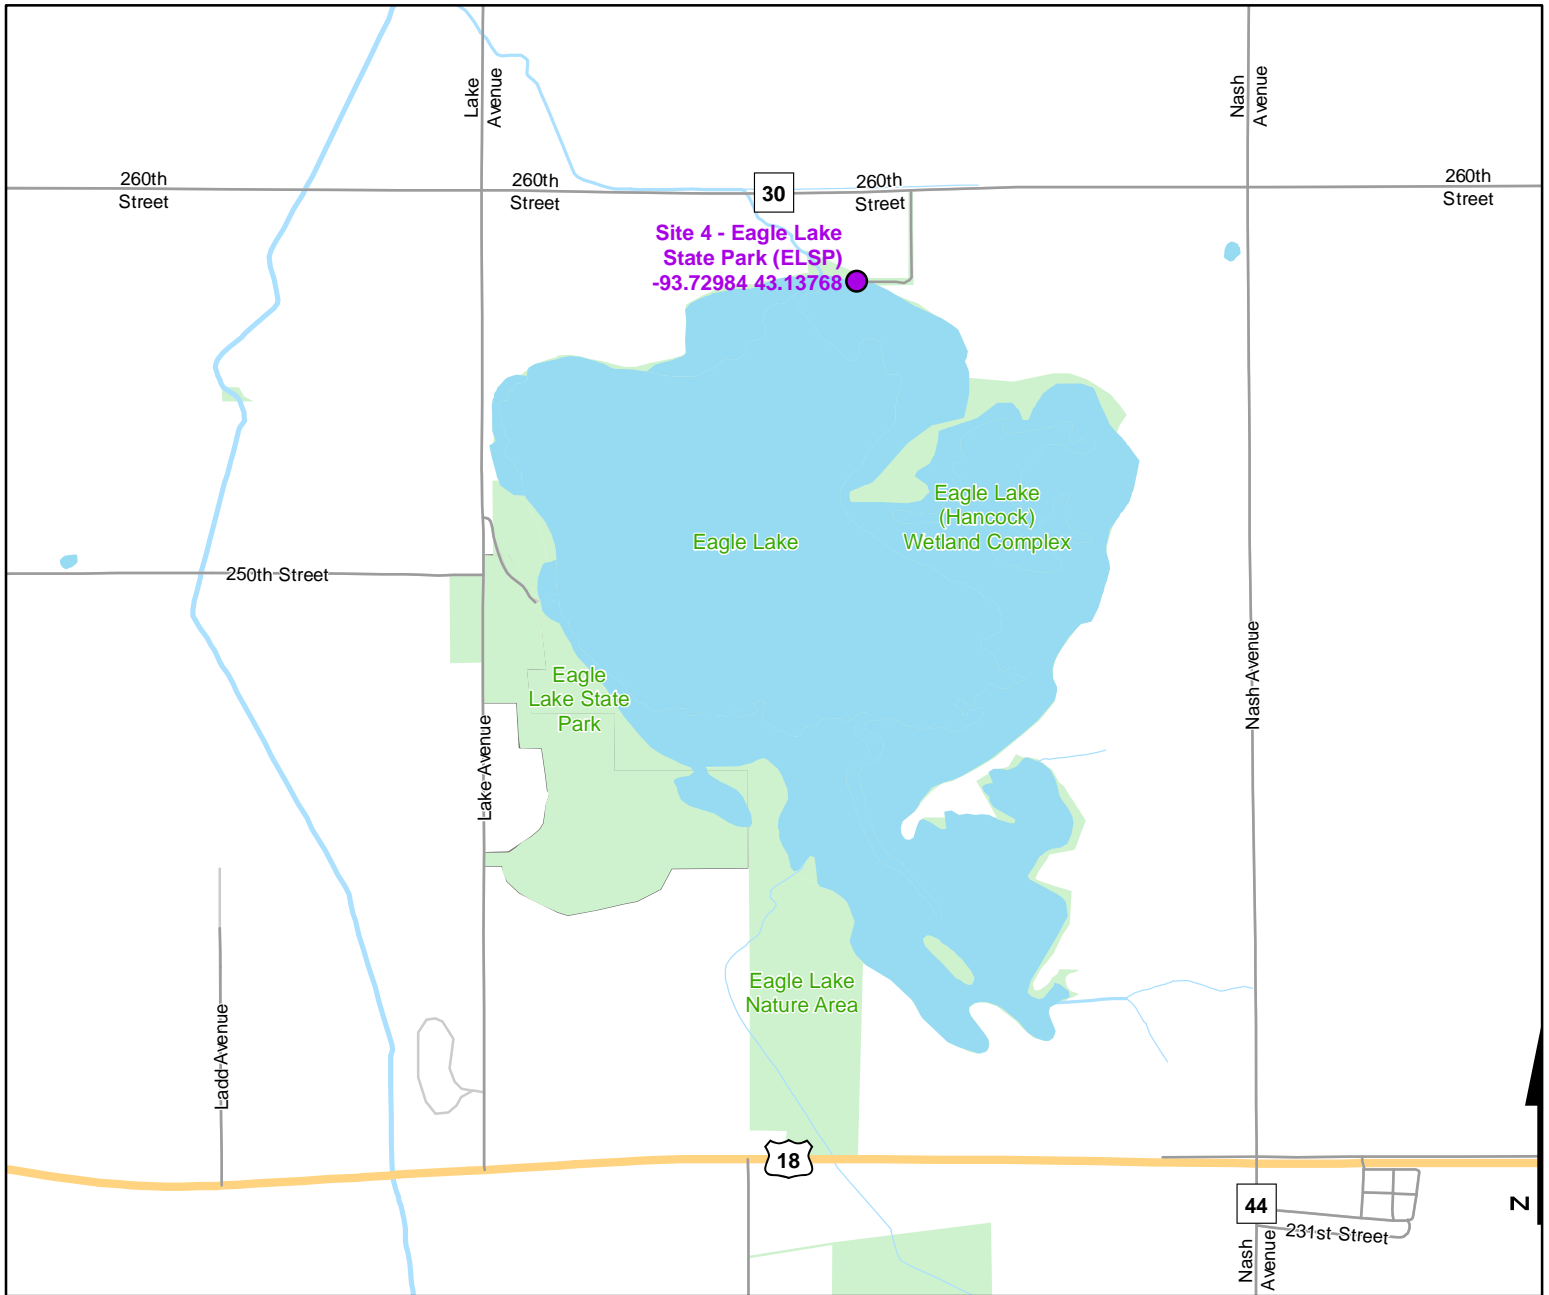 Lake
Avenue
Nash
Avenue
260th
Street
260th
Street
30
260th
Street
260th
Street
Site 4 - Eagle Lake
State Park (ELSP)
-93.72984 43.13768
Eagle Lake
(Hancock)
Wetland Complex
Eagle Lake
250th Street
Eagle
Lake State
Park
Nash Avenue
Lake Avenue
Eagle Lake
Nature Area
Ladd Avenue
18
44
Z
231st Street
Nash
Avenue